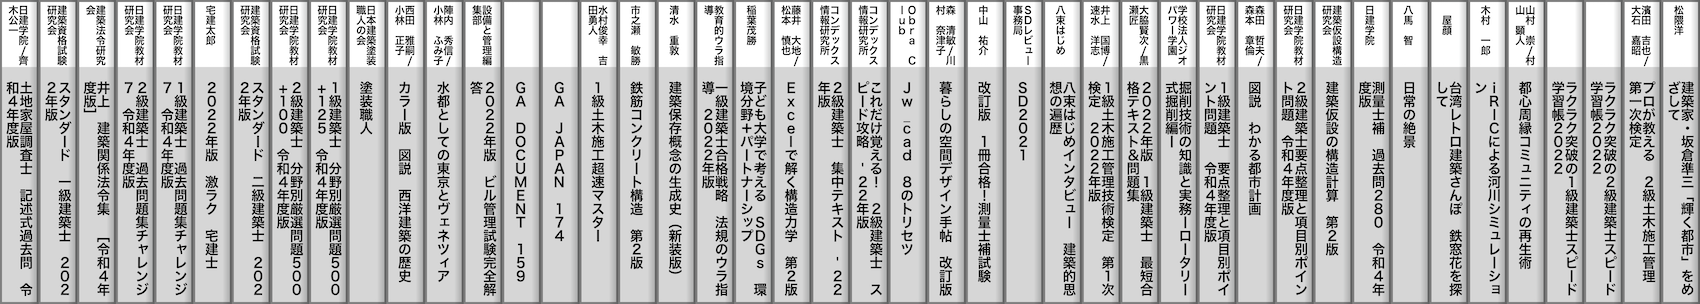 松隈洋
建築家・坂倉準三「輝く都市」をめ
ざして
濱田 吉也/
大石 嘉昭
プロが教える 2級土木施工管理
第一次検定
ラクラク突破の2級建築士スピード
学習帳2022
ラクラク突破の1級建築士スピード
学習帳2022
山村 崇/村
山 顕人
都心周縁コミュニティの再生術
木村 一郎
iRICによる河川シミュレーショ
ン
屋顔
台湾レトロ建築さんぽ 鉄窓花を探
して
八馬 智
日常の絶景
日建学院
測量士補 過去問280 令和4年
度版
建築仮設構造
研究会
建築仮設の構造計算 第2版
日建学院教材
研究会
2級建築士要点整理と項目別ポイン
ト問題 令和4年度版
森田 哲夫/
森本 章倫
図説 わかる都市計画
日建学院教材
研究会
1級建築士 要点整理と項目別ポイ
ント問題 令和4年度版
学校法人ジオ
パワー学園
掘削技術の知識と実務ーロータリー
式掘削編ー
大脇賢次/黒
瀬匠
2022年版 1級建築士 最短合
格テキスト&問題集
井上 国博/
速水 洋志
1級土木施工管理技術検定 第1次
検定 2022年版
八束はじめ
八束はじめインタビュー 建築的思
想の遍歴
SDレビュー
事務局
SD2021
中山 祐介
改訂版 1冊合格!測量士補試験
森 清敏/川
村 奈津子
暮らしの空間デザイン手帖 改訂版
Obra C
lub
Jw_cad 8のトリセツ
コンデックス
情報研究所
これだけ覚える! 2級建築士 ス
ピード攻略 '22年版
コンデックス
情報研究所
2級建築士 集中テキスト '22
年版
藤井 大地/
松本 慎也
Excelで解く構造力学 第2版
稲葉茂勝
子ども大学で考える SDGs 環
境分野+パートナーシップ
教育的ウラ指
導
一級建築士合格戦略 法規のウラ指
導 2022年版
清水 重敦
建築保存概念の生成史(新装版)
市之瀬 敏勝
鉄筋コンクリート構造 第2版
水村俊幸 吉
田勇人
1級土木施工超速マスター
GA JAPAN 174
GA DOCUMENT 159
設備と管理編
集部
2022年版 ビル管理試験完全解
答
陣内 秀信/
小林 ふみ子
水都としての東京とヴェネツィア
西田 雅嗣/
小林 正子
カラー版 図説 西洋建築の歴史
日本建築塗装
職人の会
塗装職人
日建学院教材
研究会
1級建築士 分野別厳選問題500
+125 令和4年度版
日建学院教材
研究会
2級建築士 分野別厳選問題500
+100 令和4年度版
建築資格試験
研究会
スタンダード 二級建築士 202
2年版
宅建太郎
2022年版 激ラク 宅建士
日建学院教材
研究会
1級建築士 過去問題集チャレンジ
7 令和4年度版
日建学院教材
研究会
2級建築士 過去問題集チャレンジ
7 令和4年度版
建築法令研究
会
井上 建築関係法令集 [令和4年
度版]
建築資格試験
研究会
スタンダード 一級建築士 202
2年版
日建学院/齊
木公一
土地家屋調査士 記述式過去問 令
和4年度版